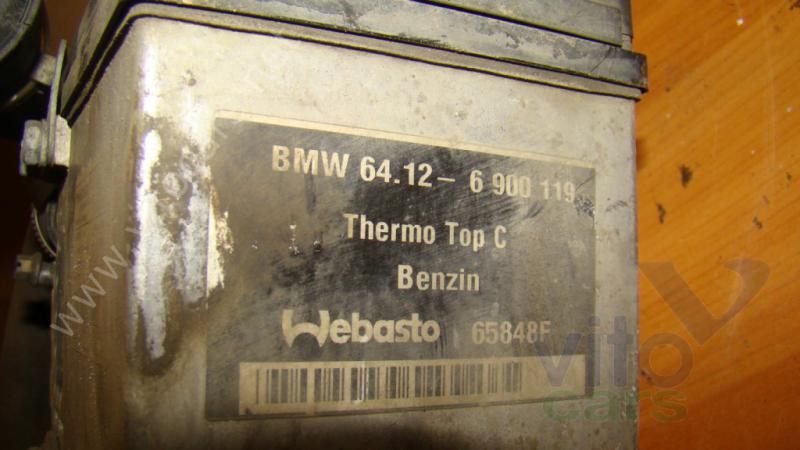 BMW 64.12 – 6 900 119
Thermo Top C
Benzin
Webasto 65848F
vito
cars